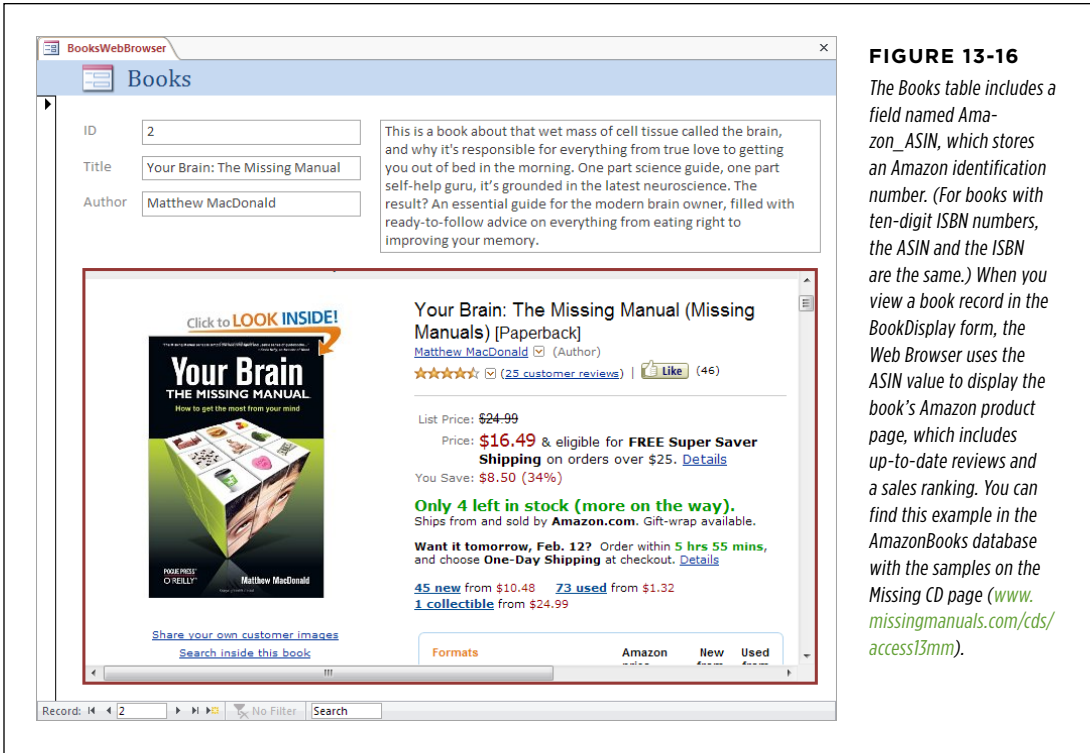 BooksWebBrowser
Books
ID
2
Title
Your Brain: The Missing Manual
Author
Matthew MacDonald
This is a book about that wet mass of cell tissue called the brain,
and why it's responsible for everything from true love to getting
you out of bed in the morning. One part science guide, one part
self-help guru, it's grounded in the latest neuroscience. The
result? An essential guide for the modern brain owner, filled with
ready-to-follow advice on everything from eating right to
improving your memory.
Click to LOOK INSIDE!
Your Brain
THE MISSING MANUAL
How to get the most from your mind
POGUE PRESS
O'REILLY
Matthew MacDonald
Share your own customer images
Search inside this book
Your Brain: The Missing Manual (Missing
Manuals) [Paperback]
Matthew MacDonald (Author)
(25 customer reviews) | Like (46)
List Price: $24.99
Price: $16.49 & eligible for FREE Super Saver
Shipping on orders over $25. Details
You Save: $8.50 (34%)
Only 4 left in stock (more on the way).
Ships from and sold by Amazon.com. Gift-wrap available.
Want it tomorrow, Feb. 12? Order within 5 hrs 55 mins,
and choose One-Day Shipping at checkout. Details
45 new from $10.48 73 used from $1.32
1 collectible from $24.99
Formats Amazon New Used
price from from
Record: 2 No Filter Search
FIGURE 13-16
The Books table includes a
field named Ama-
zon_ASIN, which stores
an Amazon identification
number. (For books with
ten-digit ISBN numbers,
the ASIN and the ISBN
are the same.) When you
view a book record in the
BookDisplay form, the
Web Browser uses the
ASIN value to display the
book's Amazon product
page, which includes
up-to-date reviews and
a sales ranking. You can
find this example in the
AmazonBooks database
with the samples on the
Missing CD page (www.
missingmanuals.com/cds/
access13mm).